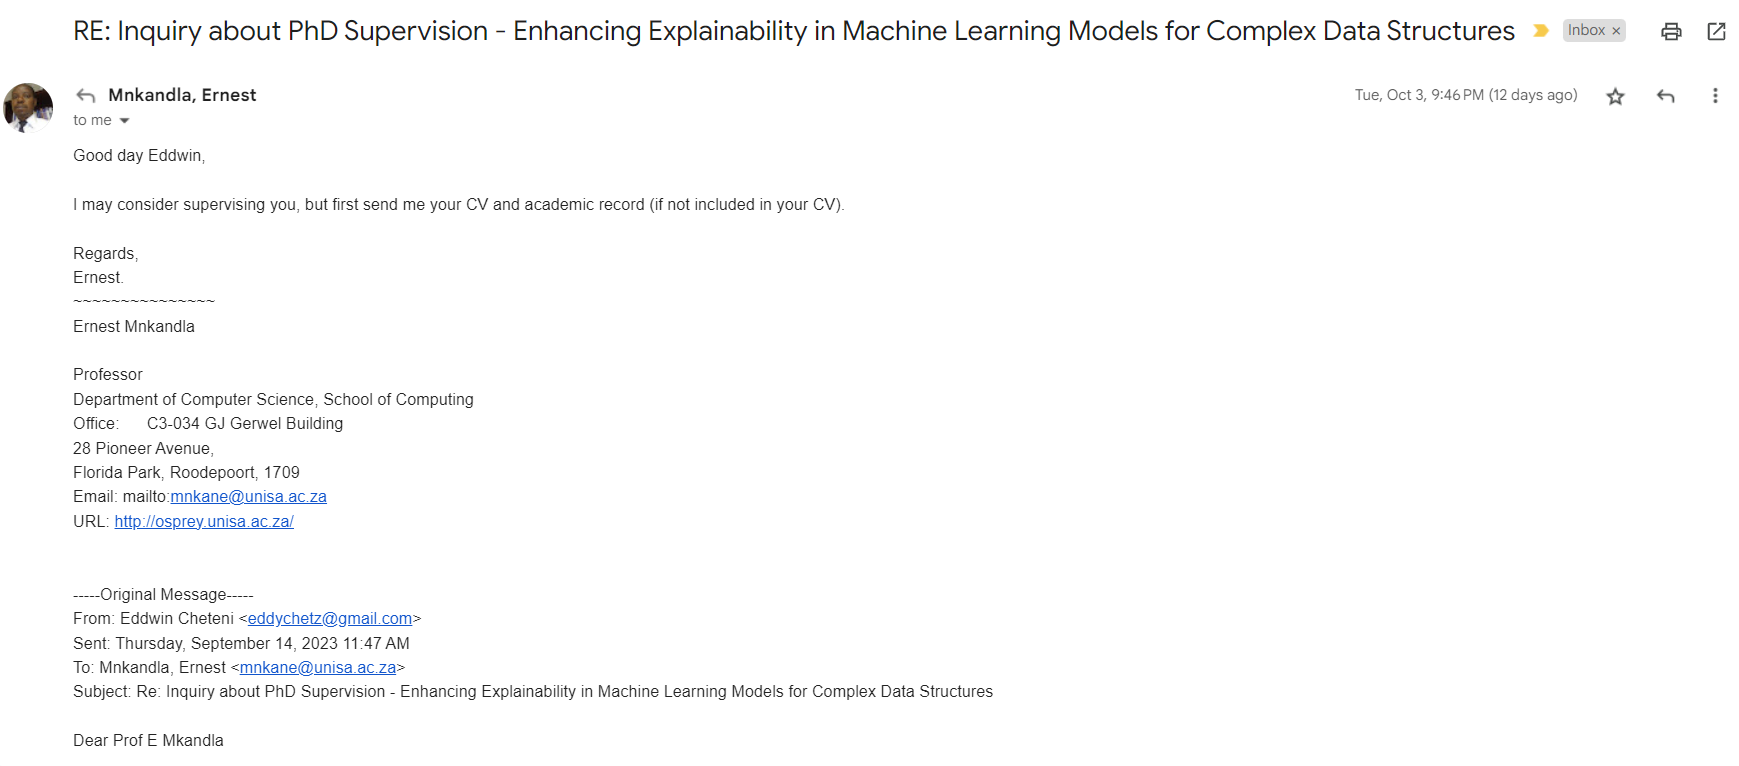 RE: Inquiry about PhD Supervision - Enhancing Explainability in Machine Learning Models for Complex Data Structures Inbox ×
Mnkandla, Ernest Tue, Oct 3, 9:46 PM (12 days ago)
to me
Good day Eddwin,
I may consider supervising you, but first send me your CV and academic record (if not included in your CV).
Regards,
Ernest.
~~~~~~~~~~~~~~~
Ernest Mnkandla
Professor
Department of Computer Science, School of Computing
Office: C3-034 GJ Gerwel Building
28 Pioneer Avenue,
Florida Park, Roodepoort, 1709
Email: mailto:mnkane@unisa.ac.za
URL: http://osprey.unisa.ac.za/
-----Original Message-----
From: Eddwin Cheteni <eddychetz@gmail.com>
Sent: Thursday, September 14, 2023 11:47 AM
To: Mnkandla, Ernest <mnkane@unisa.ac.za>
Subject: Re: Inquiry about PhD Supervision - Enhancing Explainability in Machine Learning Models for Complex Data Structures
Dear Prof E Mkandla